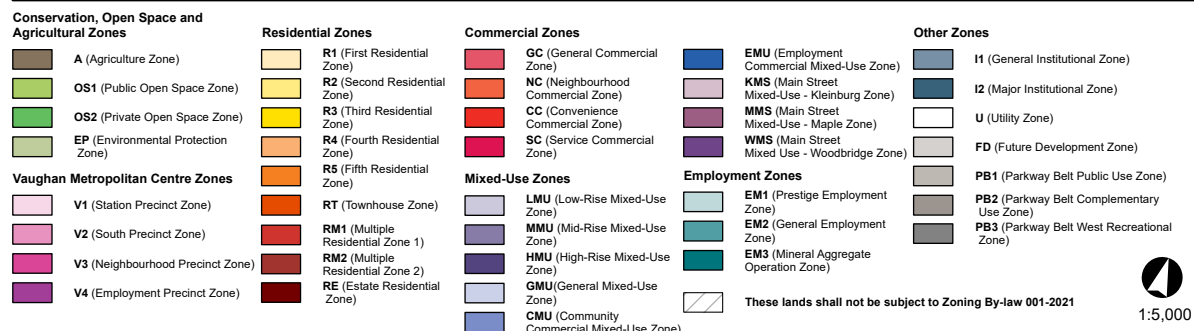 Conservation, Open Space and
Agricultural Zones
A (Agriculture Zone)
OS1 (Public Open Space Zone)
OS2 (Private Open Space Zone)
EP (Environmental Protection
Zone)
Vaughan Metropolitan Centre Zones
V1 (Station Precinct Zone)
V2 (South Precinct Zone)
V3 (Neighbourhood Precinct Zone)
V4 (Employment Precinct Zone)
Residential Zones
R1 (First Residential
Zone)
R2 (Second Residential
Zone)
R3 (Third Residential
Zone)
R4 (Fourth Residential
Zone)
R5 (Fifth Residential
Zone)
RT (Townhouse Zone)
RM1 (Multiple
Residential Zone 1)
RM2 (Multiple
Residential Zone 2)
RE (Estate Residential
Zone)
Commercial Zones
GC (General Commercial
Zone)
NC (Neighbourhood
Commercial Zone)
CC (Convenience
Commercial Zone)
SC (Service Commercial
Zone)
Mixed-Use Zones
LMU (Low-Rise Mixed-Use
Zone)
MMU (Mid-Rise Mixed-Use
Zone)
HMU (High-Rise Mixed-Use
Zone)
GMU(General Mixed-Use
Zone)
CMU (Community
Commercial Mixed-Use Zone)
EMU (Employment
Commercial Mixed-Use Zone)
KMS (Main Street
Mixed-Use - Kleinburg Zone)
MMS (Main Street
Mixed-Use - Maple Zone)
WMS (Main Street
Mixed Use - Woodbridge Zone)
Employment Zones
EM1 (Prestige Employment
Zone)
EM2 (General Employment
Zone)
EM3 (Mineral Aggregate
Operation Zone)
These lands shall not be subject to Zoning By-law 001-2021
Other Zones
I1 (General Institutional Zone)
I2 (Major Institutional Zone)
U (Utility Zone)
FD (Future Development Zone)
PB1 (Parkway Belt Public Use Zone)
PB2 (Parkway Belt Complementary
Use Zone)
PB3 (Parkway Belt West Recreational
Zone)
1:5,000